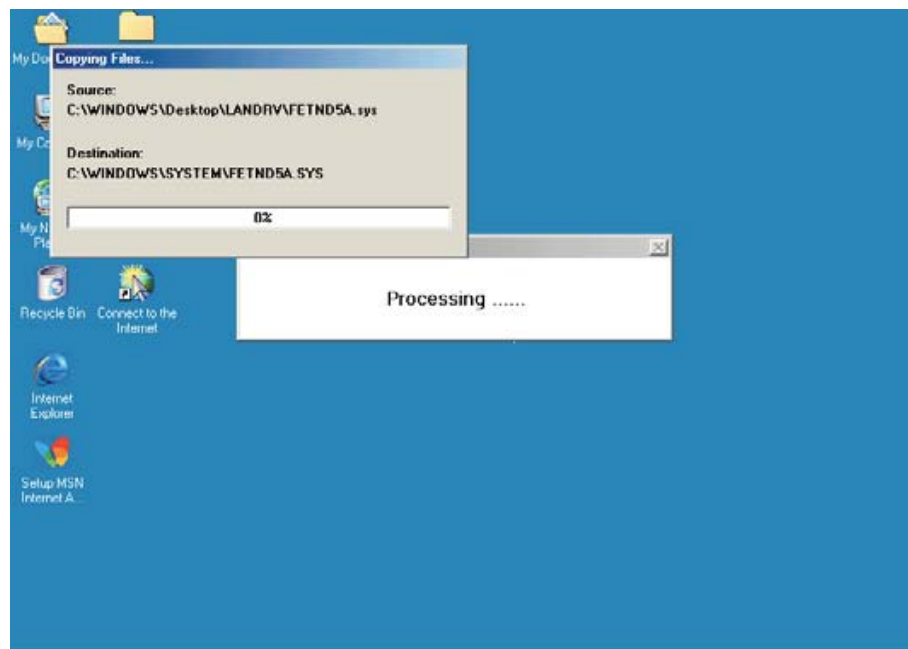 My Do
Copying Files...
Source:
C:\WINDOWS\Desktop\LANDRV\FETND5A.sys
My Co
Destination:
C:\WINDOWS\SYSTEM\FETND5A.SYS
0%
My N
Pla
Processing ......
Recycle Bin
Connect to the
Internet
Internet
Explorer
Setup MSN
Internet A...